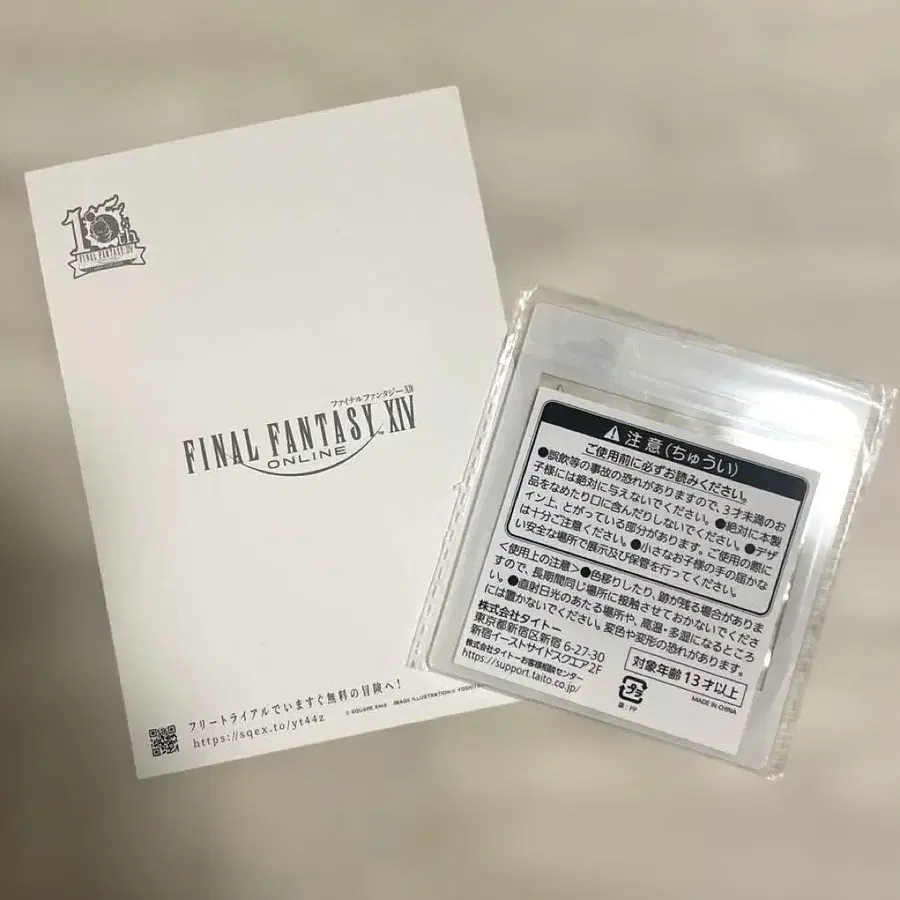 10th
FINAL FANTASY XIV
ファイナルファンタジーXIV
FINAL FANTASY XIV
ONLINE
フリートライアルでいますぐ無料の冒険へ!
https://sqex.to/yt44z
© SQUARE ENIX IMAGE ILLUSTRATION:© YOSHITA
⚠注意(ちゅうい)
ご使用前に必ずお読みください。
●誤飲等の事故の恐れがありますので、3才未満のお
子様には絶対に与えないでください。●絶対に本製
品をなめたり口に含んだりしないでください。●デザ
イン上、とがっている部分があります。ご使用の際に
は十分ご注意ください。●小さなお子様の手の届かな
い安全な場所で展示及び保管を行ってください。
<使用上の注意>●色移りしたり、跡が残る場合がありま
すので、長期間同じ場所に接触させておかないでくださ
い。●直射日光のあたる場所や、高温・多湿になるところ
には置かないでください。変色や変形の恐れがあります。
株式会社タイトー
東京都新宿区新宿 6-27-30
新宿イーストサイドスクエア2F
株式会社タイトーお客様相談センター
https://support.taito.co.jp/
対象年齢13才以上
MADE IN CHINA
プラ
袋:PP